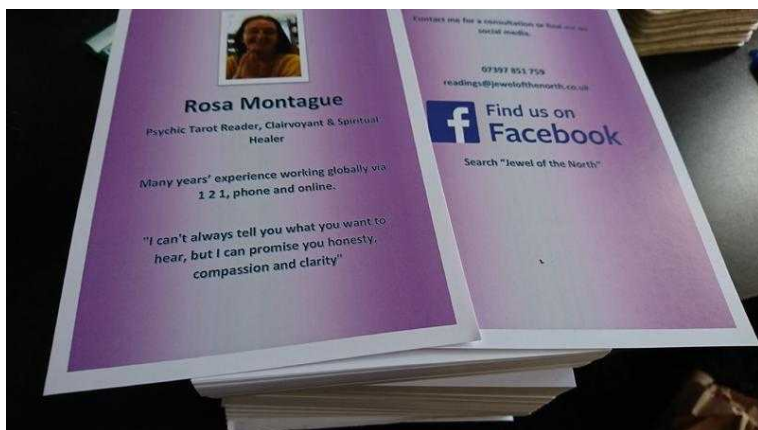 Rosa Montague
Psychic Tarot Reader, Clairvoyant & Spiritual
Healer
Many years' experience working globally via
1 2 1, phone and online.
"I can't always tell you what you want to
hear, but I can promise you honesty,
compassion and clarity"
Contact me for a consultation or find me on
social media.
07397 851 759
readings@jewelofthenorth.co.uk
f Find us on
Facebook
Search "Jewel of the North"